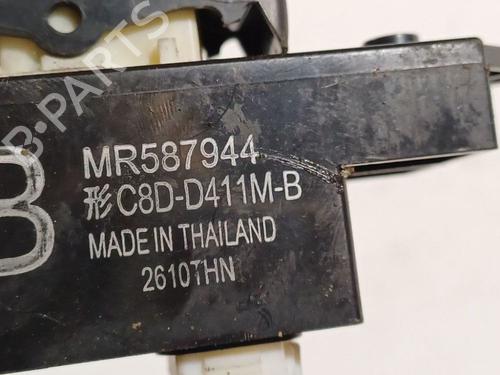 B-PARTS
B
MR587944
形 C8D-D411M-B
MADE IN THAILAND
2610THN